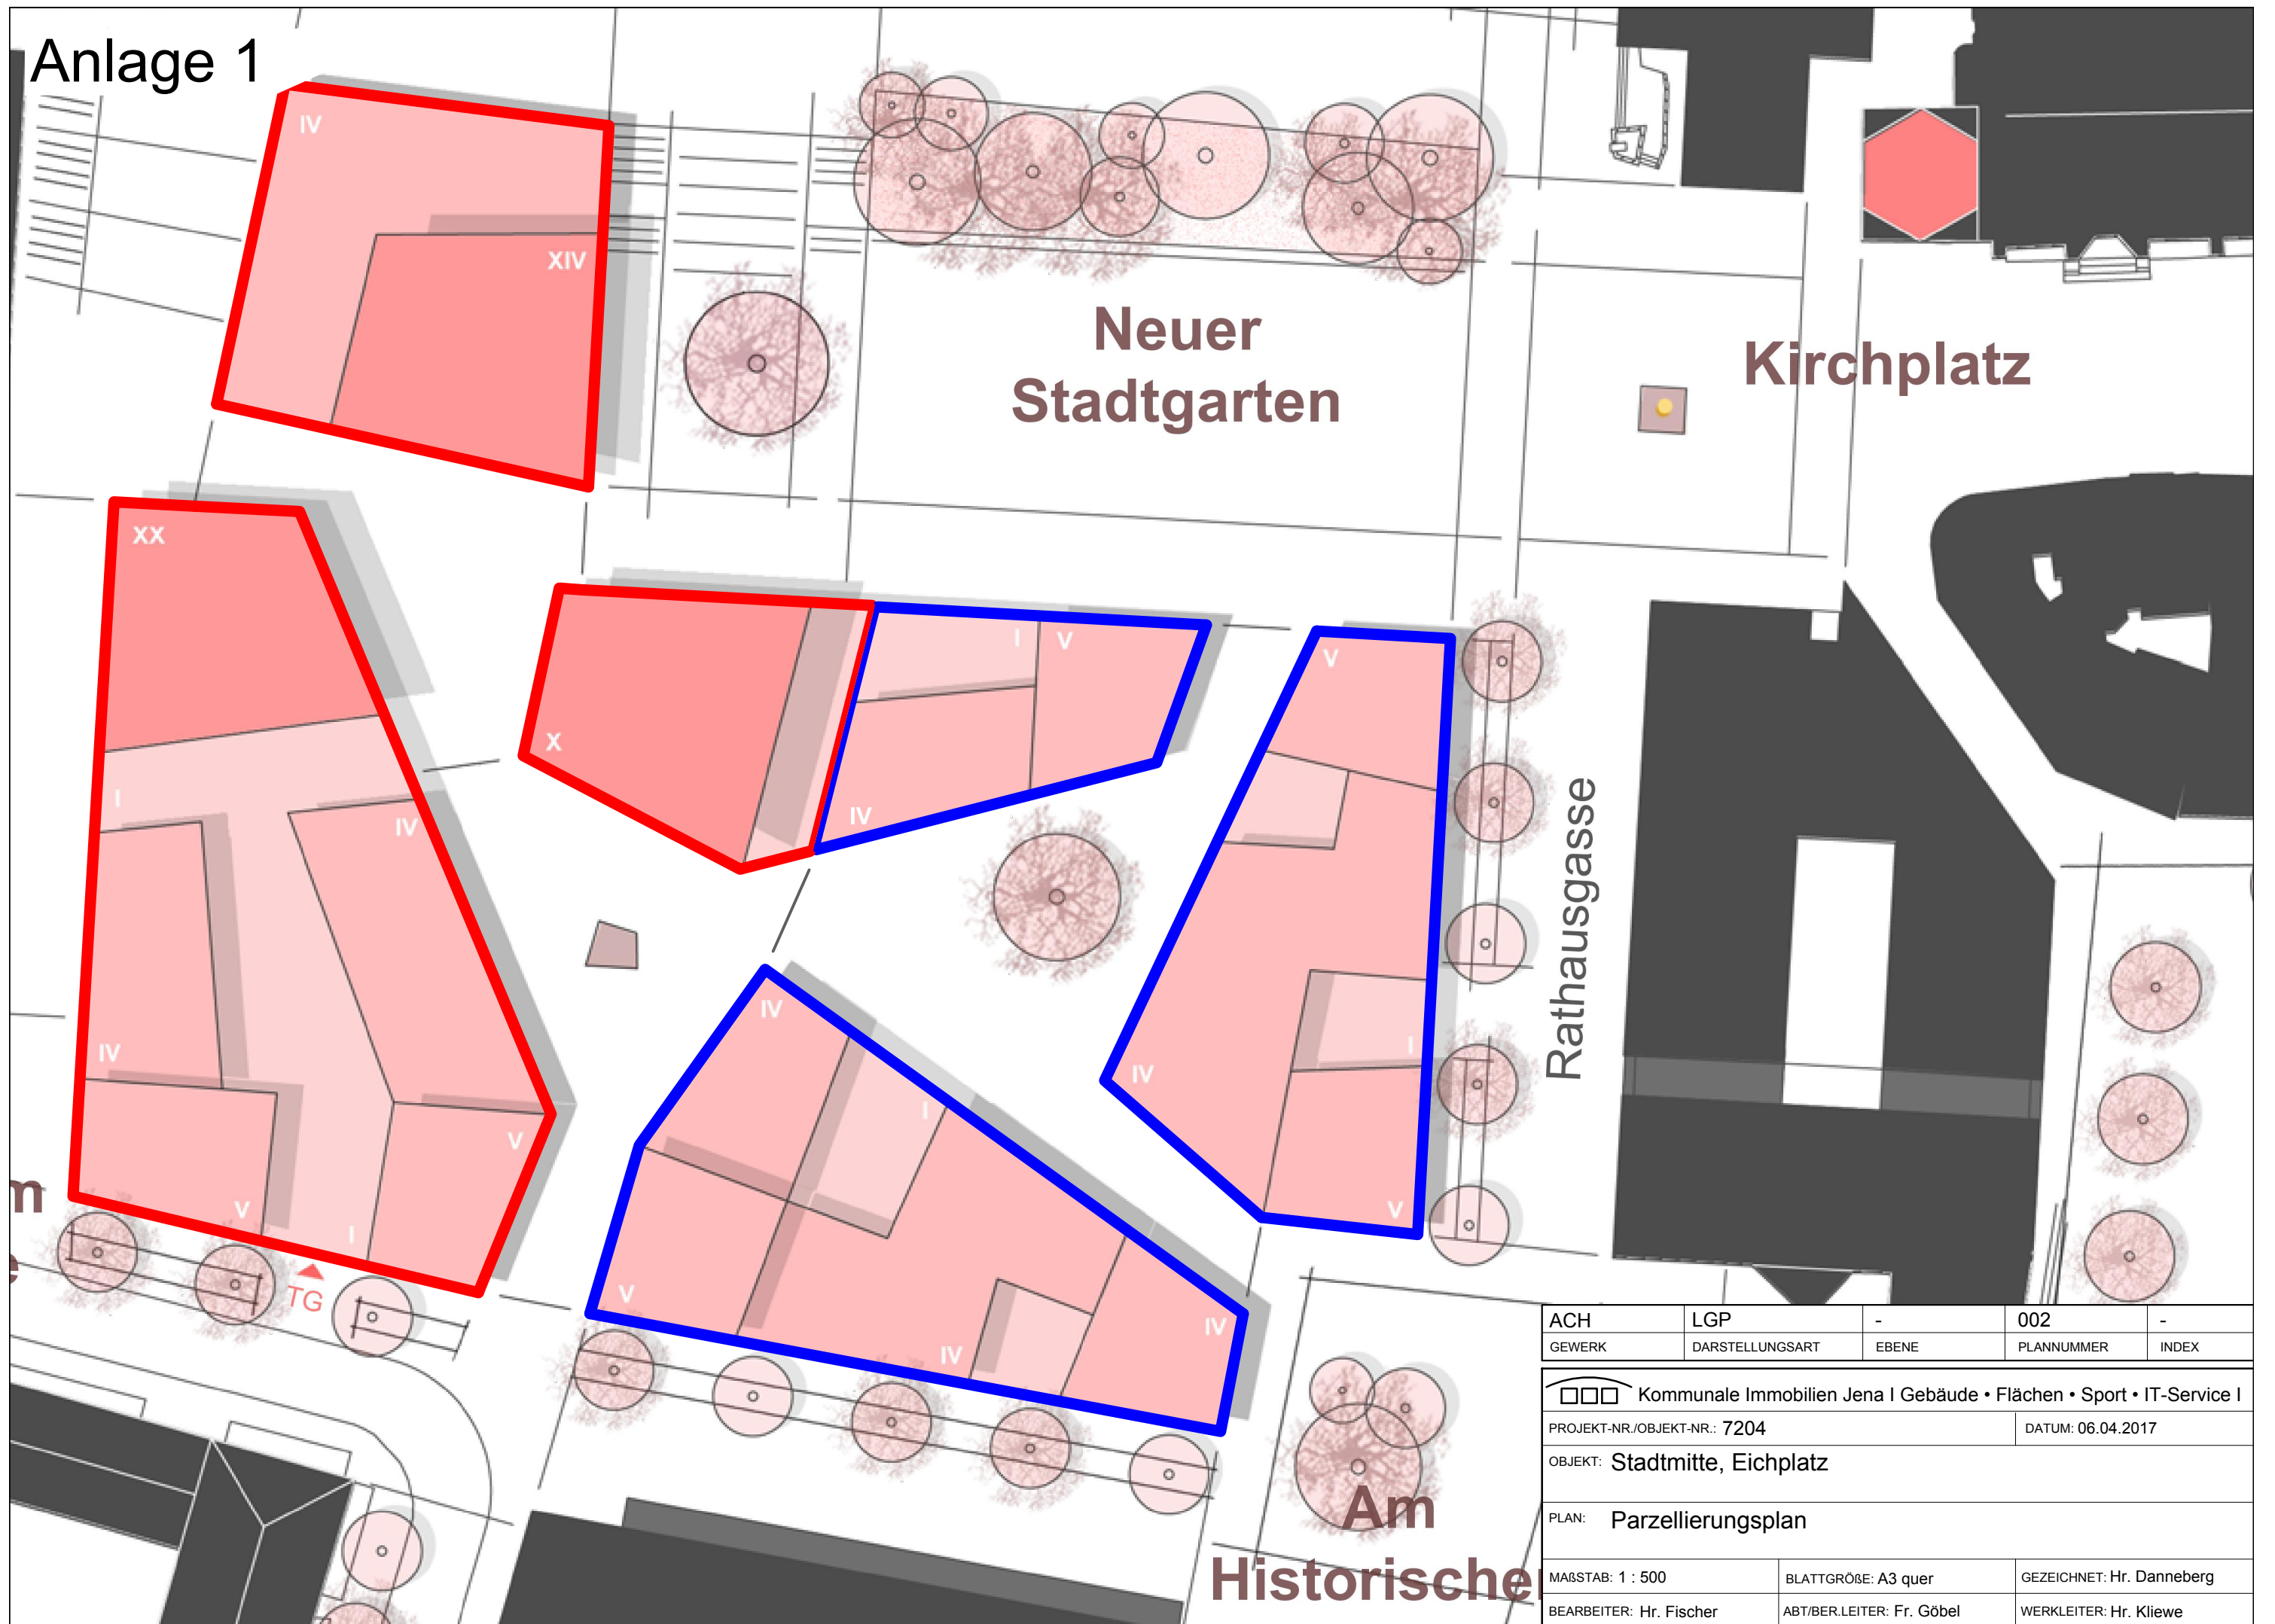 Anlage 1
IV
XIV
Neuer
Stadtgarten
Kirchplatz
XX
I
V
V
X
I
IV
IV
Rathausgasse
IV
IV
I
IV
I
V
V
V
I
TG
V
IV
IV
m
e
Am
Historische
ACH LGP - 002 -
GEWERK DARSTELLUNGSART EBENE PLANNUMMER INDEX
Kommunale Immobilien Jena I Gebäude • Flächen • Sport • IT-Service I
PROJEKT-NR./OBJEKT-NR.: 7204 DATUM: 06.04.2017
OBJEKT: Stadtmitte, Eichplatz
PLAN: Parzellierungsplan
MAßSTAB: 1 : 500 BLATTGRÖßE: A3 quer GEZEICHNET: Hr. Danneberg
BEARBEITER: Hr. Fischer ABT/BER.LEITER: Fr. Göbel WERKLEITER: Hr. Kliewe